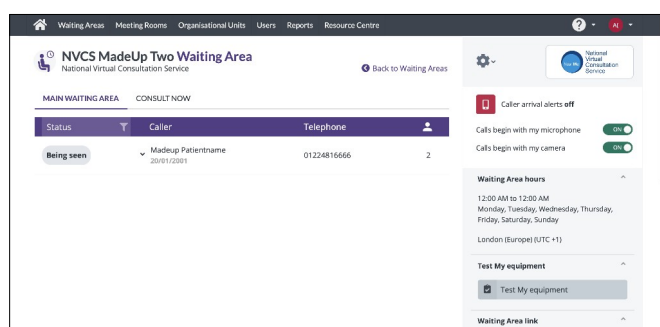 Waiting Areas Meeting Rooms Organisational Units Users Reports Resource Centre ? A(
NVCS MadeUp Two Waiting Area
National Virtual Consultation Service
Back to Waiting Areas
National
Virtual
Consultation
Service
MAIN WAITING AREA CONSULT NOW
Status Caller Telephone
Being seen Madeup Patientname 01224816666 2
20/01/2001
Caller arrival alerts off
Calls begin with my microphone ON
Calls begin with my camera ON
Waiting Area hours
12:00 AM to 12:00 AM
Monday, Tuesday, Wednesday, Thursday,
Friday, Saturday, Sunday
London (Europe) (UTC +1)
Test My equipment
Test My equipment
Waiting Area link